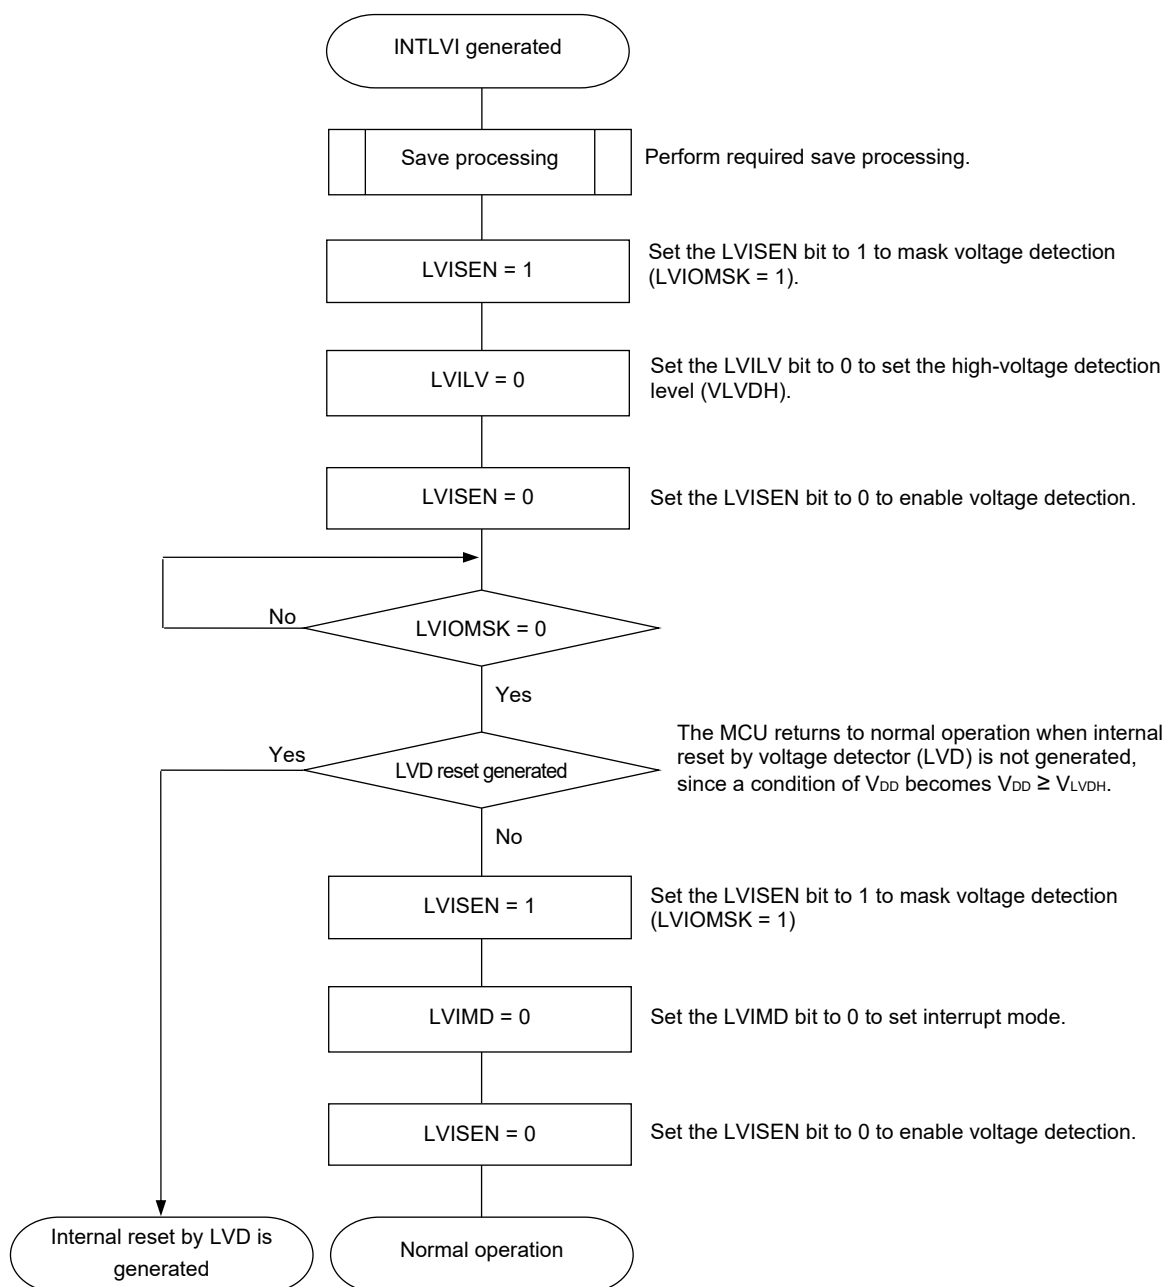 INTLVI generated
Save processing
Perform required save processing.
LVISEN = 1
Set the LVISEN bit to 1 to mask voltage detection
(LVIOMSK = 1).
LVILV = 0
Set the LVILV bit to 0 to set the high-voltage detection
level (VLVDH).
LVISEN = 0
Set the LVISEN bit to 0 to enable voltage detection.
No
LVIOMSK = 0
Yes
Yes
LVD reset generated
The MCU returns to normal operation when internal
reset by voltage detector (LVD) is not generated,
since a condition of VDD becomes VDD ≥ VLVDH.
No
LVISEN = 1
Set the LVISEN bit to 1 to mask voltage detection
(LVIOMSK = 1)
LVIMD = 0
Set the LVIMD bit to 0 to set interrupt mode.
LVISEN = 0
Set the LVISEN bit to 0 to enable voltage detection.
Internal reset by LVD is
generated
Normal operation